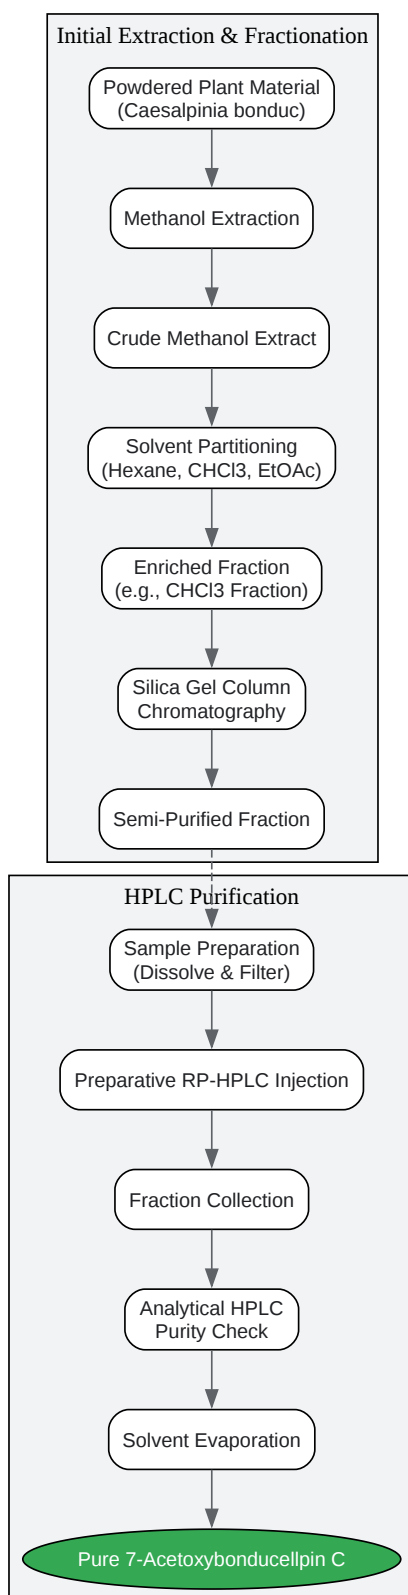 Initial Extraction & Fractionation
Powdered Plant Material
(Caesalpinia bonduc)
Methanol Extraction
Crude Methanol Extract
Solvent Partitioning
(Hexane, CHCl3, EtOAc)
Enriched Fraction
(e.g., CHCl3 Fraction)
Silica Gel Column
Chromatography
Semi-Purified Fraction
HPLC Purification
Sample Preparation
(Dissolve & Filter)
Preparative RP-HPLC Injection
Fraction Collection
Analytical HPLC
Purity Check
Solvent Evaporation
Pure 7-Acetoxybonducellpin C